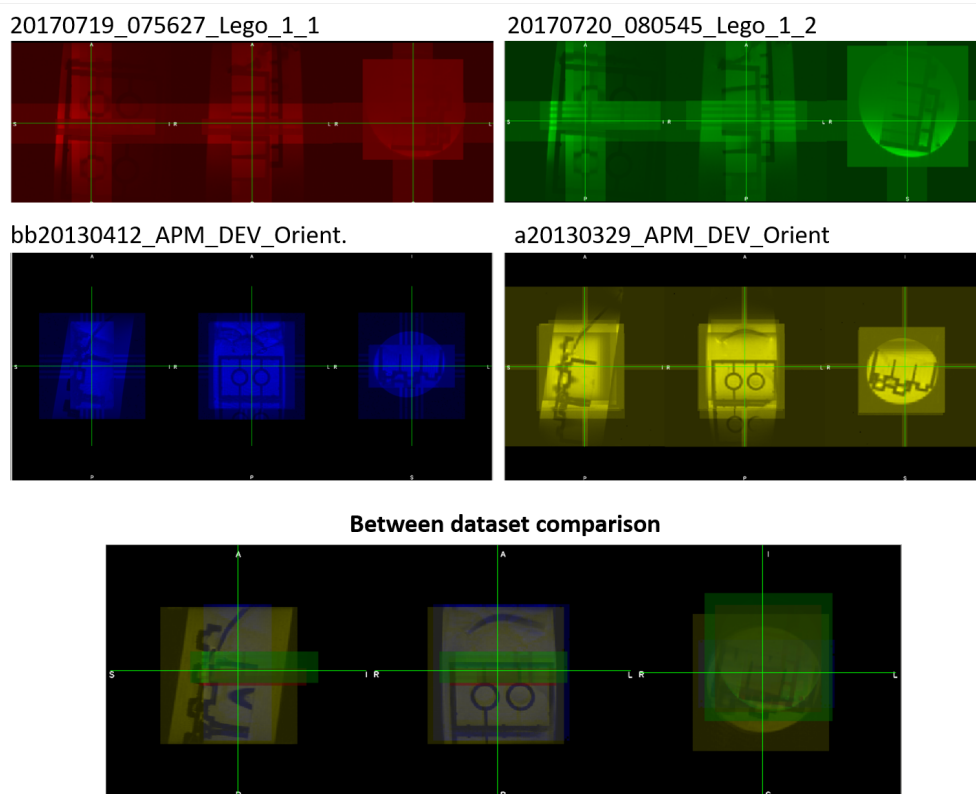 20170719_075627_Lego_1_1
20170720_080545_Lego_1_2
A A
S I R L R L
A A
S I R L R
P P S
bb20130412_APM_DEV_Orient.
a20130329_APM_DEV_Orient
A A I
S I R L R L
P P S
A A I
S I R L R
P P S
Between dataset comparison
A A I
S I R L R L